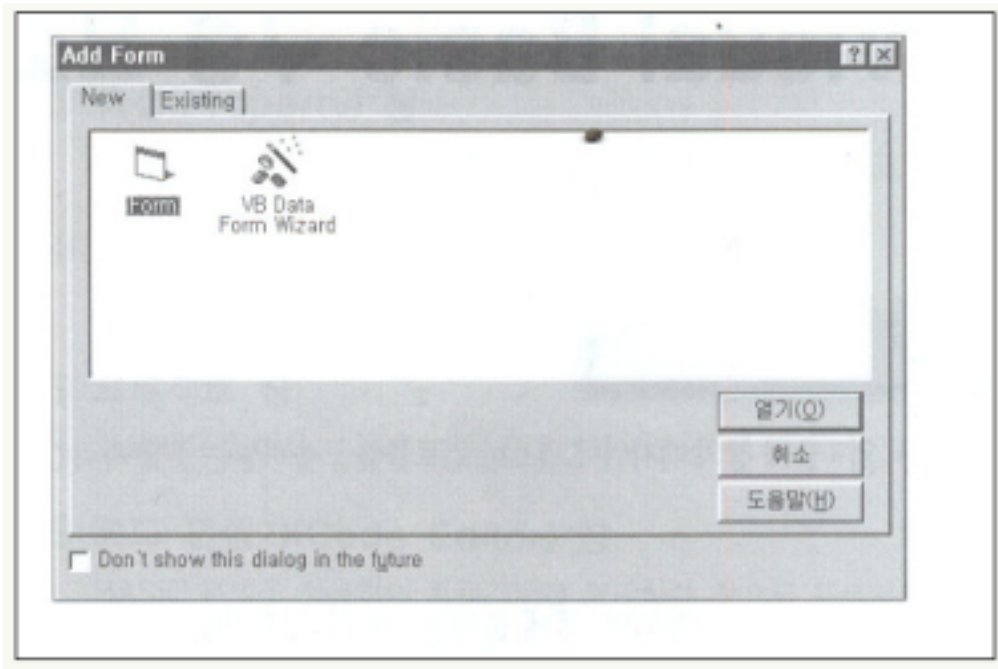 Add Form
New
Existing
Form
VB Data
Form Wizard
열기(O)
취소
도움말(H)
Don't show this dialog in the future